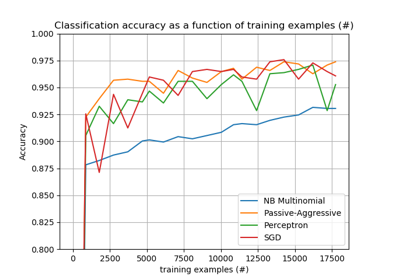 Classification accuracy as a function of training examples (#)
1.000
0.975
0.950
0.925
0.900
0.875
0.850
0.825
0.800
Accuracy
NB Multinomial
Passive-Aggressive
Perceptron
SGD
0 2500 5000 7500 10000 12500 15000 17500
training examples (#)